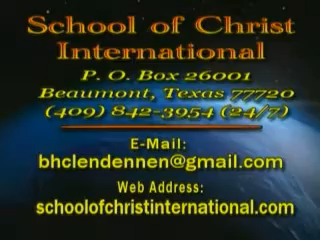 School of Christ
International
P. O. Box 26001
Beaumont, Texas 77720
(409) 842-3954 (24/7)
E-Mail:
bhclendennen@gmail.com
Web Address:
schoolofchristinternational.com